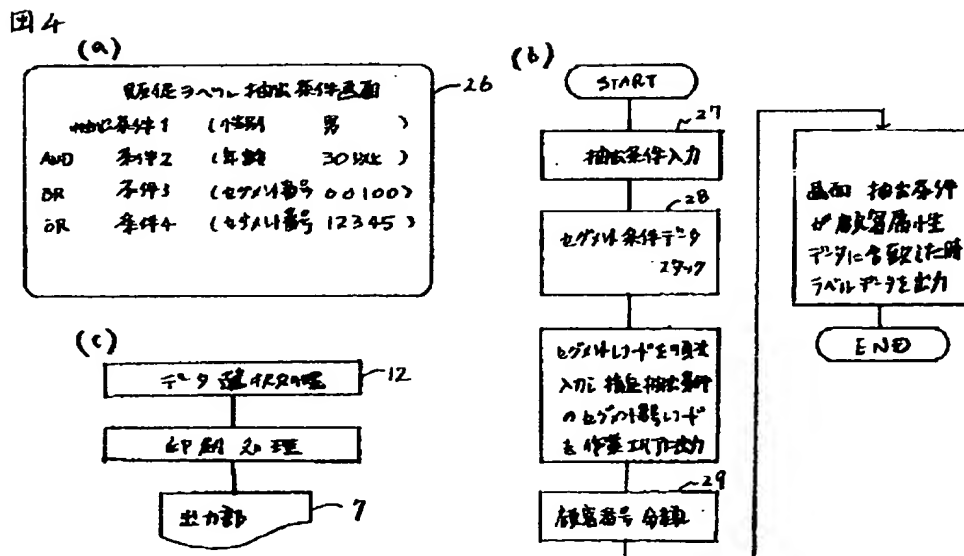 図4
(a)
販促ラベル抽出条件画面
26
抽出条件1 (性別 男 )
AND 条件2 (年齢 30以上)
OR 条件3 (セグメント番号 00100)
OR 条件4 (セグメント番号 12345)
(c)
データ選択処理
12
印刷処理
出力部
7
(b)
START
27
抽出条件入力
28
セグメント条件データ
スタック
セグメントレコードを順次
入力し 指定抽出条件
のセグメント番号レコード
を作業エリアに出力
29
顧客番号 分類
画面 抽出条件
が顧客属性
データに合致した時
ラベルデータを出力
END